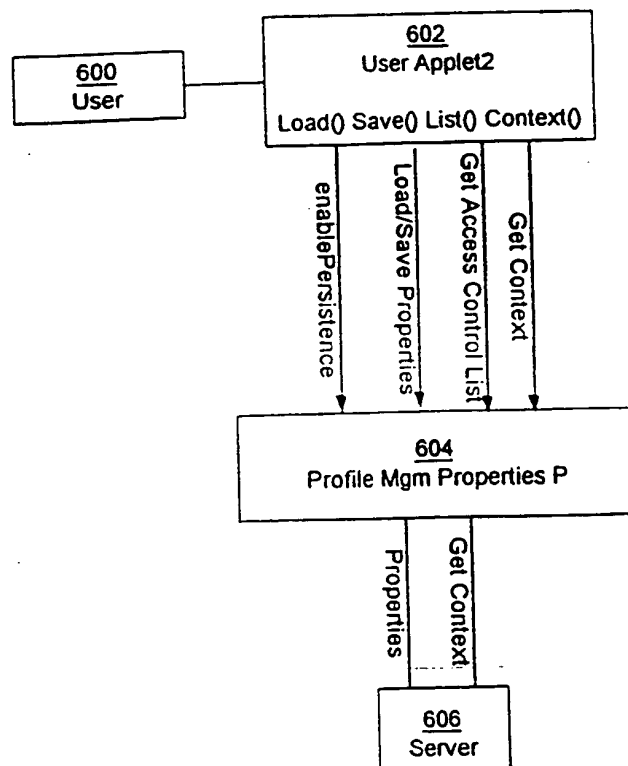 602
User Applet2
Load() Save() List() Context()
600
User
enablePersistence
Load/Save Properties
Get Access Control List
Get Context
604
Profile Mgm Properties P
Properties
Get Context
606
Server